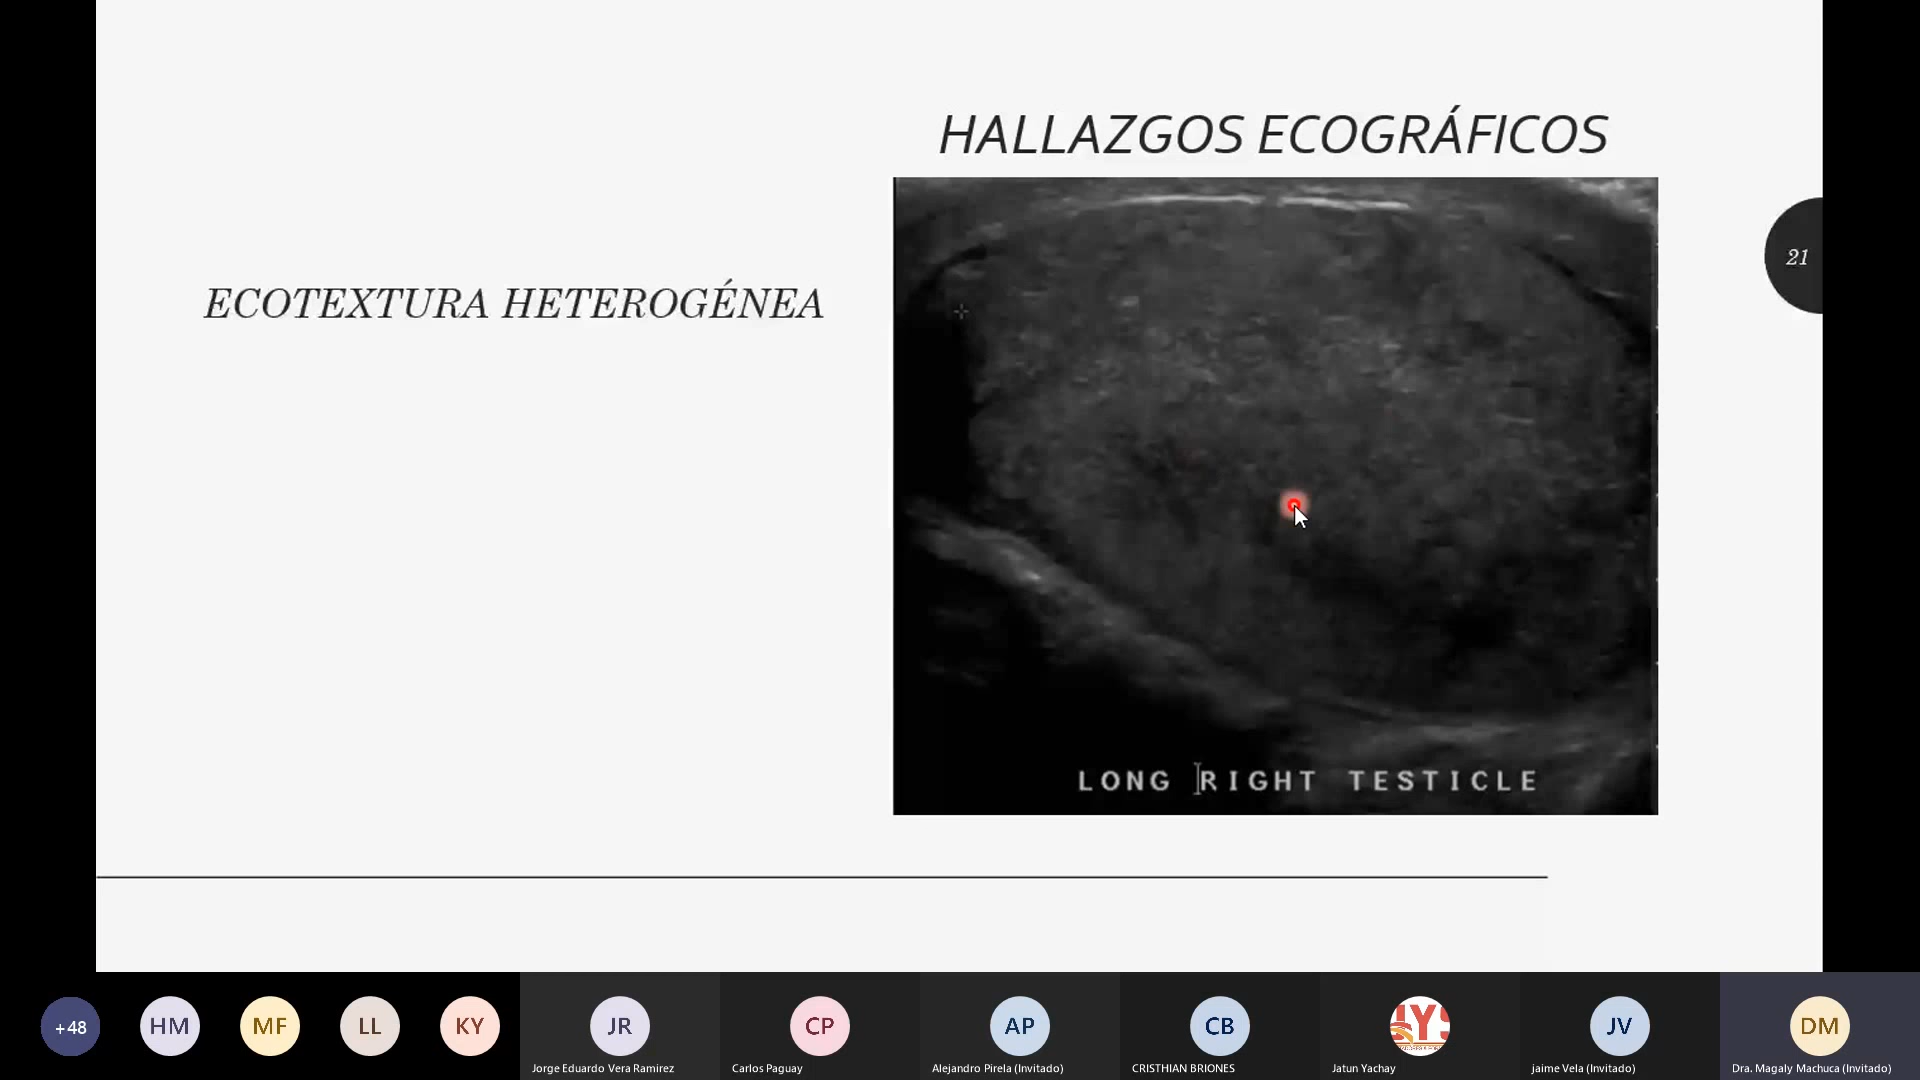 HALLAZGOS ECOGRÁFICOS
21
ECOTEXTURA HETEROGÉNEA
LONG RIGHT TESTICLE
+48
HM
MF
LL
KY
JR
CP
AP
CB
JV
DM
Jorge Eduardo Vera Ramirez
Carlos Paguay
Alejandro Pirela (Invitado)
CRISTHIAN BRIONES
Jatun Yachay
jaime Vela (Invitado)
Dra. Magaly Machuca (Invitado)